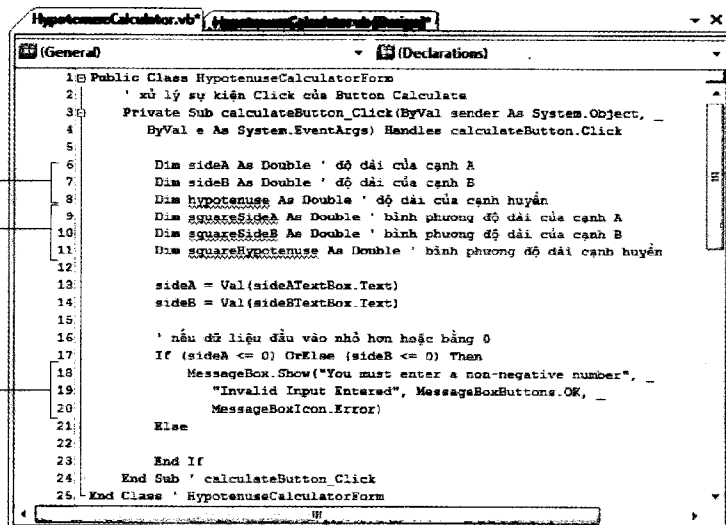 HypotenuseCalculator.vb*
(General) (Declarations)
1 Public Class HypotenuseCalculatorForm
2 ' xử lý sự kiện Click của Button Calculate
3 Private Sub calculateButton_Click(ByVal sender As System.Object, _
4 ByVal e As System.EventArgs) Handles calculateButton.Click
5
6 Dim sideA As Double ' độ dài của cạnh A
7 Dim sideB As Double ' độ dài của cạnh B
8 Dim hypotenuse As Double ' độ dài của cạnh huyền
9 Dim squareSideA As Double ' bình phương độ dài của cạnh A
10 Dim squareSideB As Double ' bình phương độ dài của cạnh B
11 Dim squareHypotenuse As Double ' bình phương độ dài cạnh huyền
12
13 sideA = Val(sideATextBox.Text)
14 sideB = Val(sideBTextBox.Text)
15
16 ' nếu dữ liệu đầu vào nhỏ hơn hoặc bằng 0
17 If (sideA <= 0) OrElse (sideB <= 0) Then
18 MessageBox.Show("You must enter a non-negative number", _
19 "Invalid Input Entered", MessageBoxButtons.OK, _
20 MessageBoxIcon.Error)
21 Else
22
23 End If
24 End Sub ' calculateButton_Click
25 End Class ' HypotenuseCalculatorForm